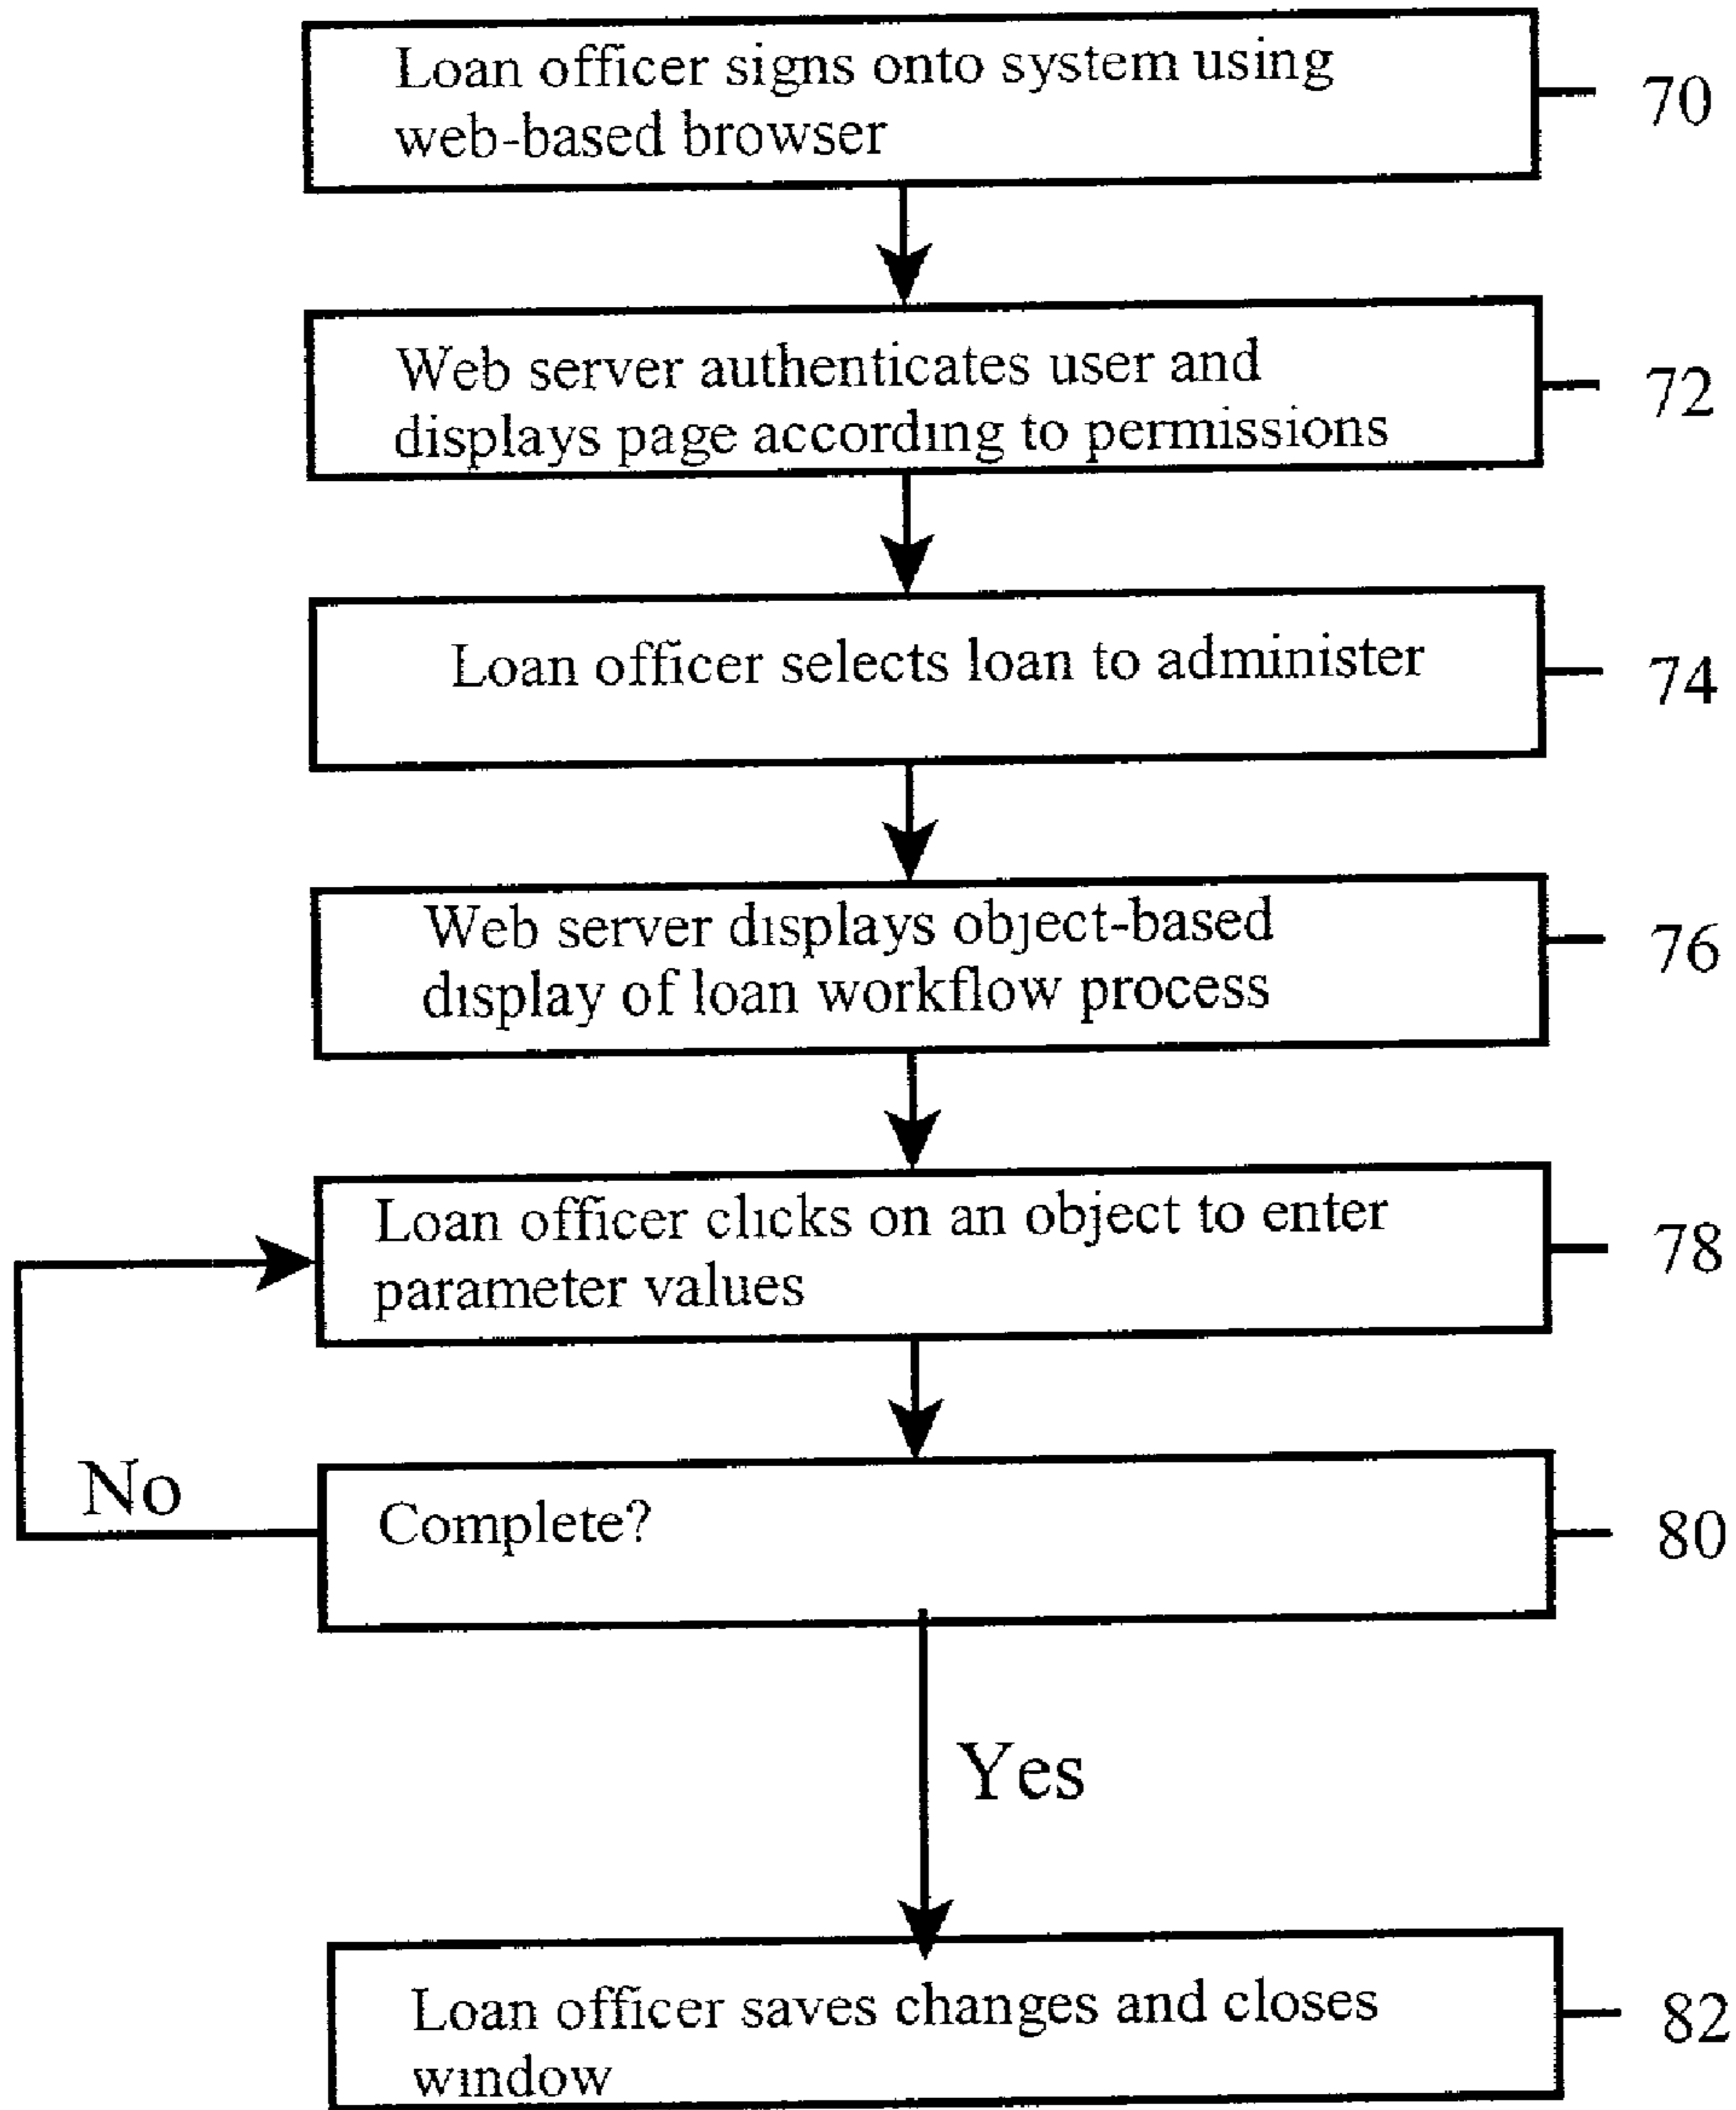 Loan officer signs onto system using
web-based browser
70
Web server authenticates user and
displays page according to permissions
72
Loan officer selects loan to administer
74
Web server displays object-based
display of loan workflow process
76
Loan officer clicks on an object to enter
parameter values
78
No
Complete?
80
Yes
Loan officer saves changes and closes
window
82